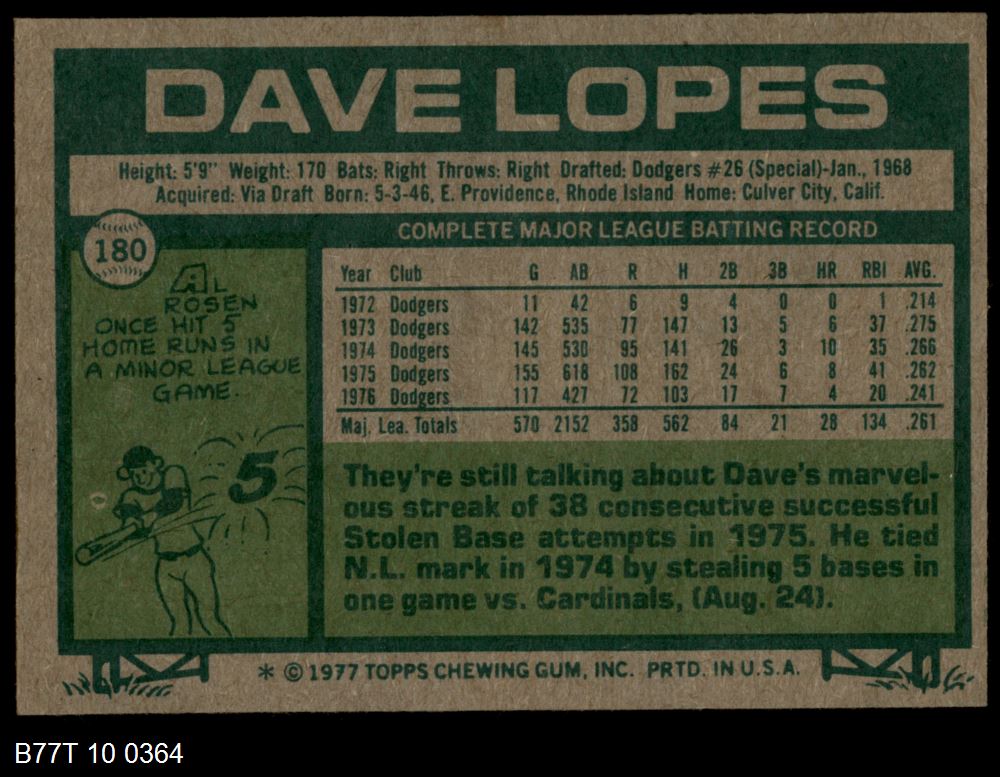 DAVE LOPES
Height: 5'9" Weight: 170 Bats: Right Throws: Right Drafted: Dodgers #26 (Special)-Jan., 1968
Acquired: Via Draft Born: 5-3-46, E. Providence, Rhode Island Home: Culver City, Calif.
180
AL
ROSEN
ONCE HIT 5
HOME RUNS IN
A MINOR LEAGUE
GAME.
5
COMPLETE MAJOR LEAGUE BATTING RECORD
Year Club G AB R H 2B 3B HR RBI AVG.
1972 Dodgers 11 42 6 9 4 0 0 1 .214
1973 Dodgers 142 535 77 147 13 5 6 37 .275
1974 Dodgers 145 530 95 141 26 3 10 35 .266
1975 Dodgers 155 618 108 162 24 6 8 41 .262
1976 Dodgers 117 427 72 103 17 7 4 20 .241
Maj. Lea. Totals 570 2152 358 562 84 21 28 134 .261
They're still talking about Dave's marvel-
ous streak of 38 consecutive successful
Stolen Base attempts in 1975. He tied
N.L. mark in 1974 by stealing 5 bases in
one game vs. Cardinals, (Aug. 24).
* © 1977 TOPPS CHEWING GUM, INC. PRTD. IN U.S.A.
B77T 10 0364